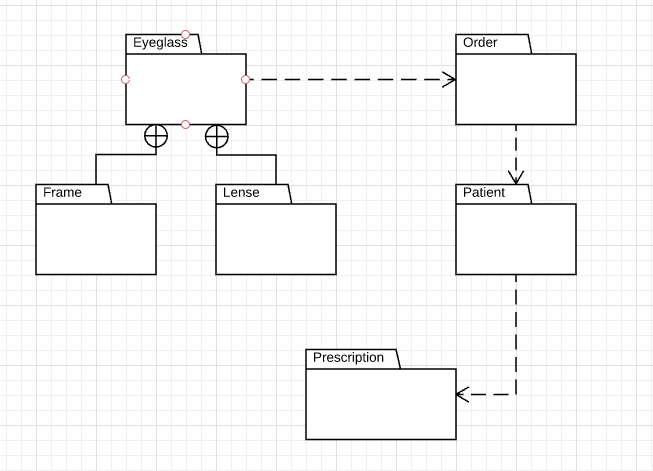 Eyeglass
Order
Frame
Lense
Patient
Prescription